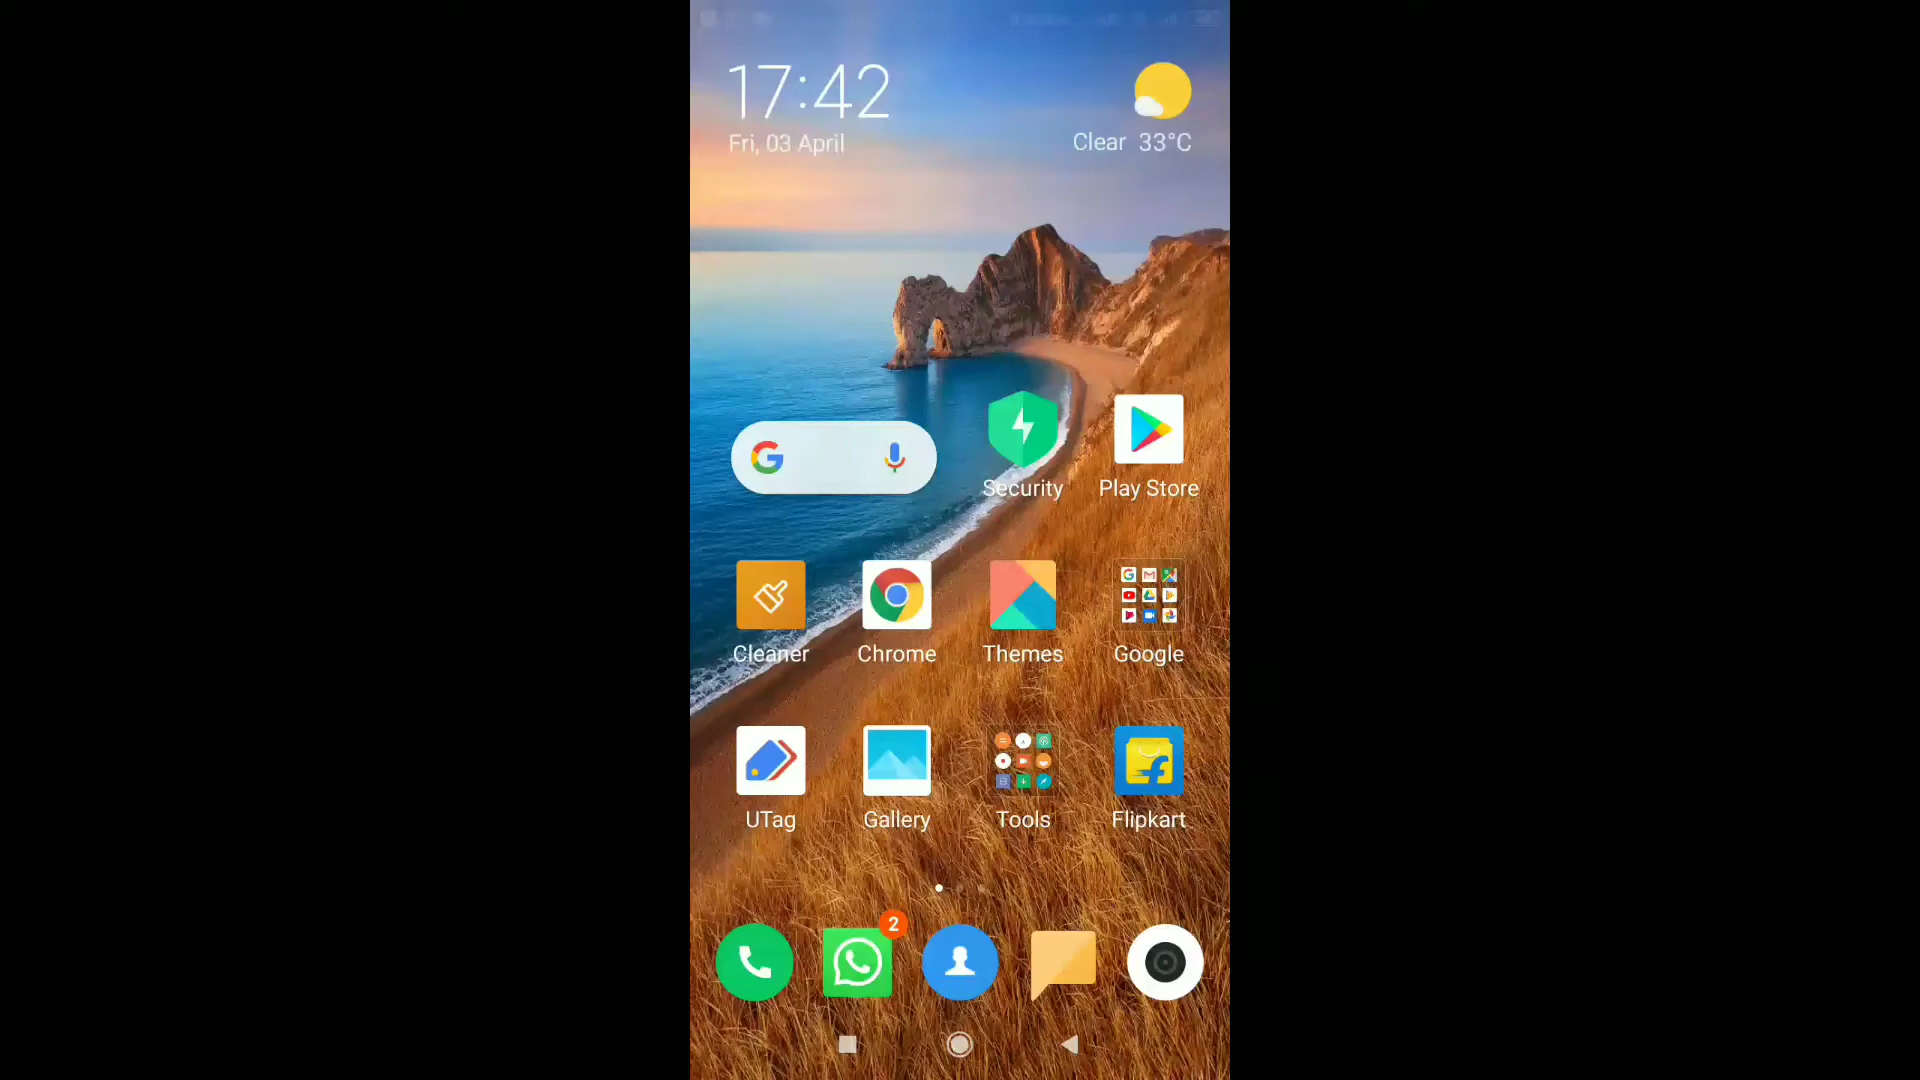 17:42
Fri, 03 April
Clear 33°C
Security
Play Store
Cleaner
Chrome
Themes
Google
UTag
Gallery
Tools
Flipkart
2